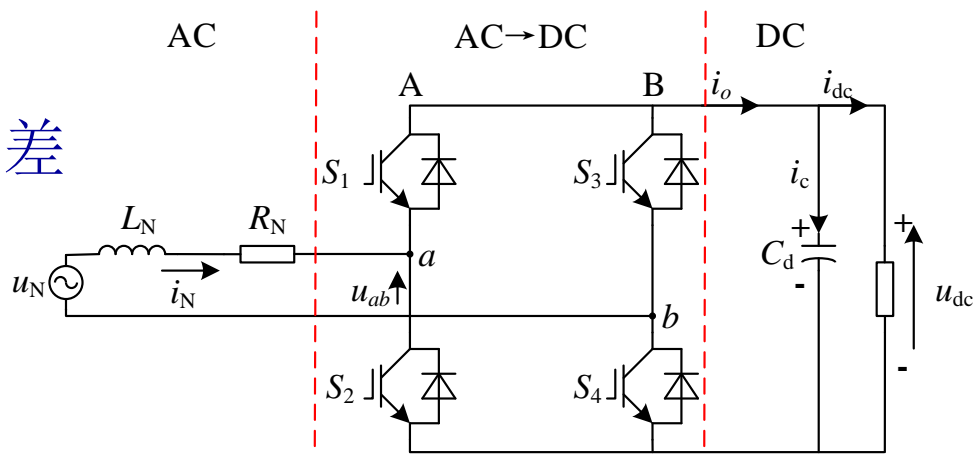 AC AC→DC DC
A B i_o i_dc
差
S_1 S_3 i_c
L_N R_N + +
a C_d
u_N i_N u_ab - u_dc
b
S_2 S_4 -